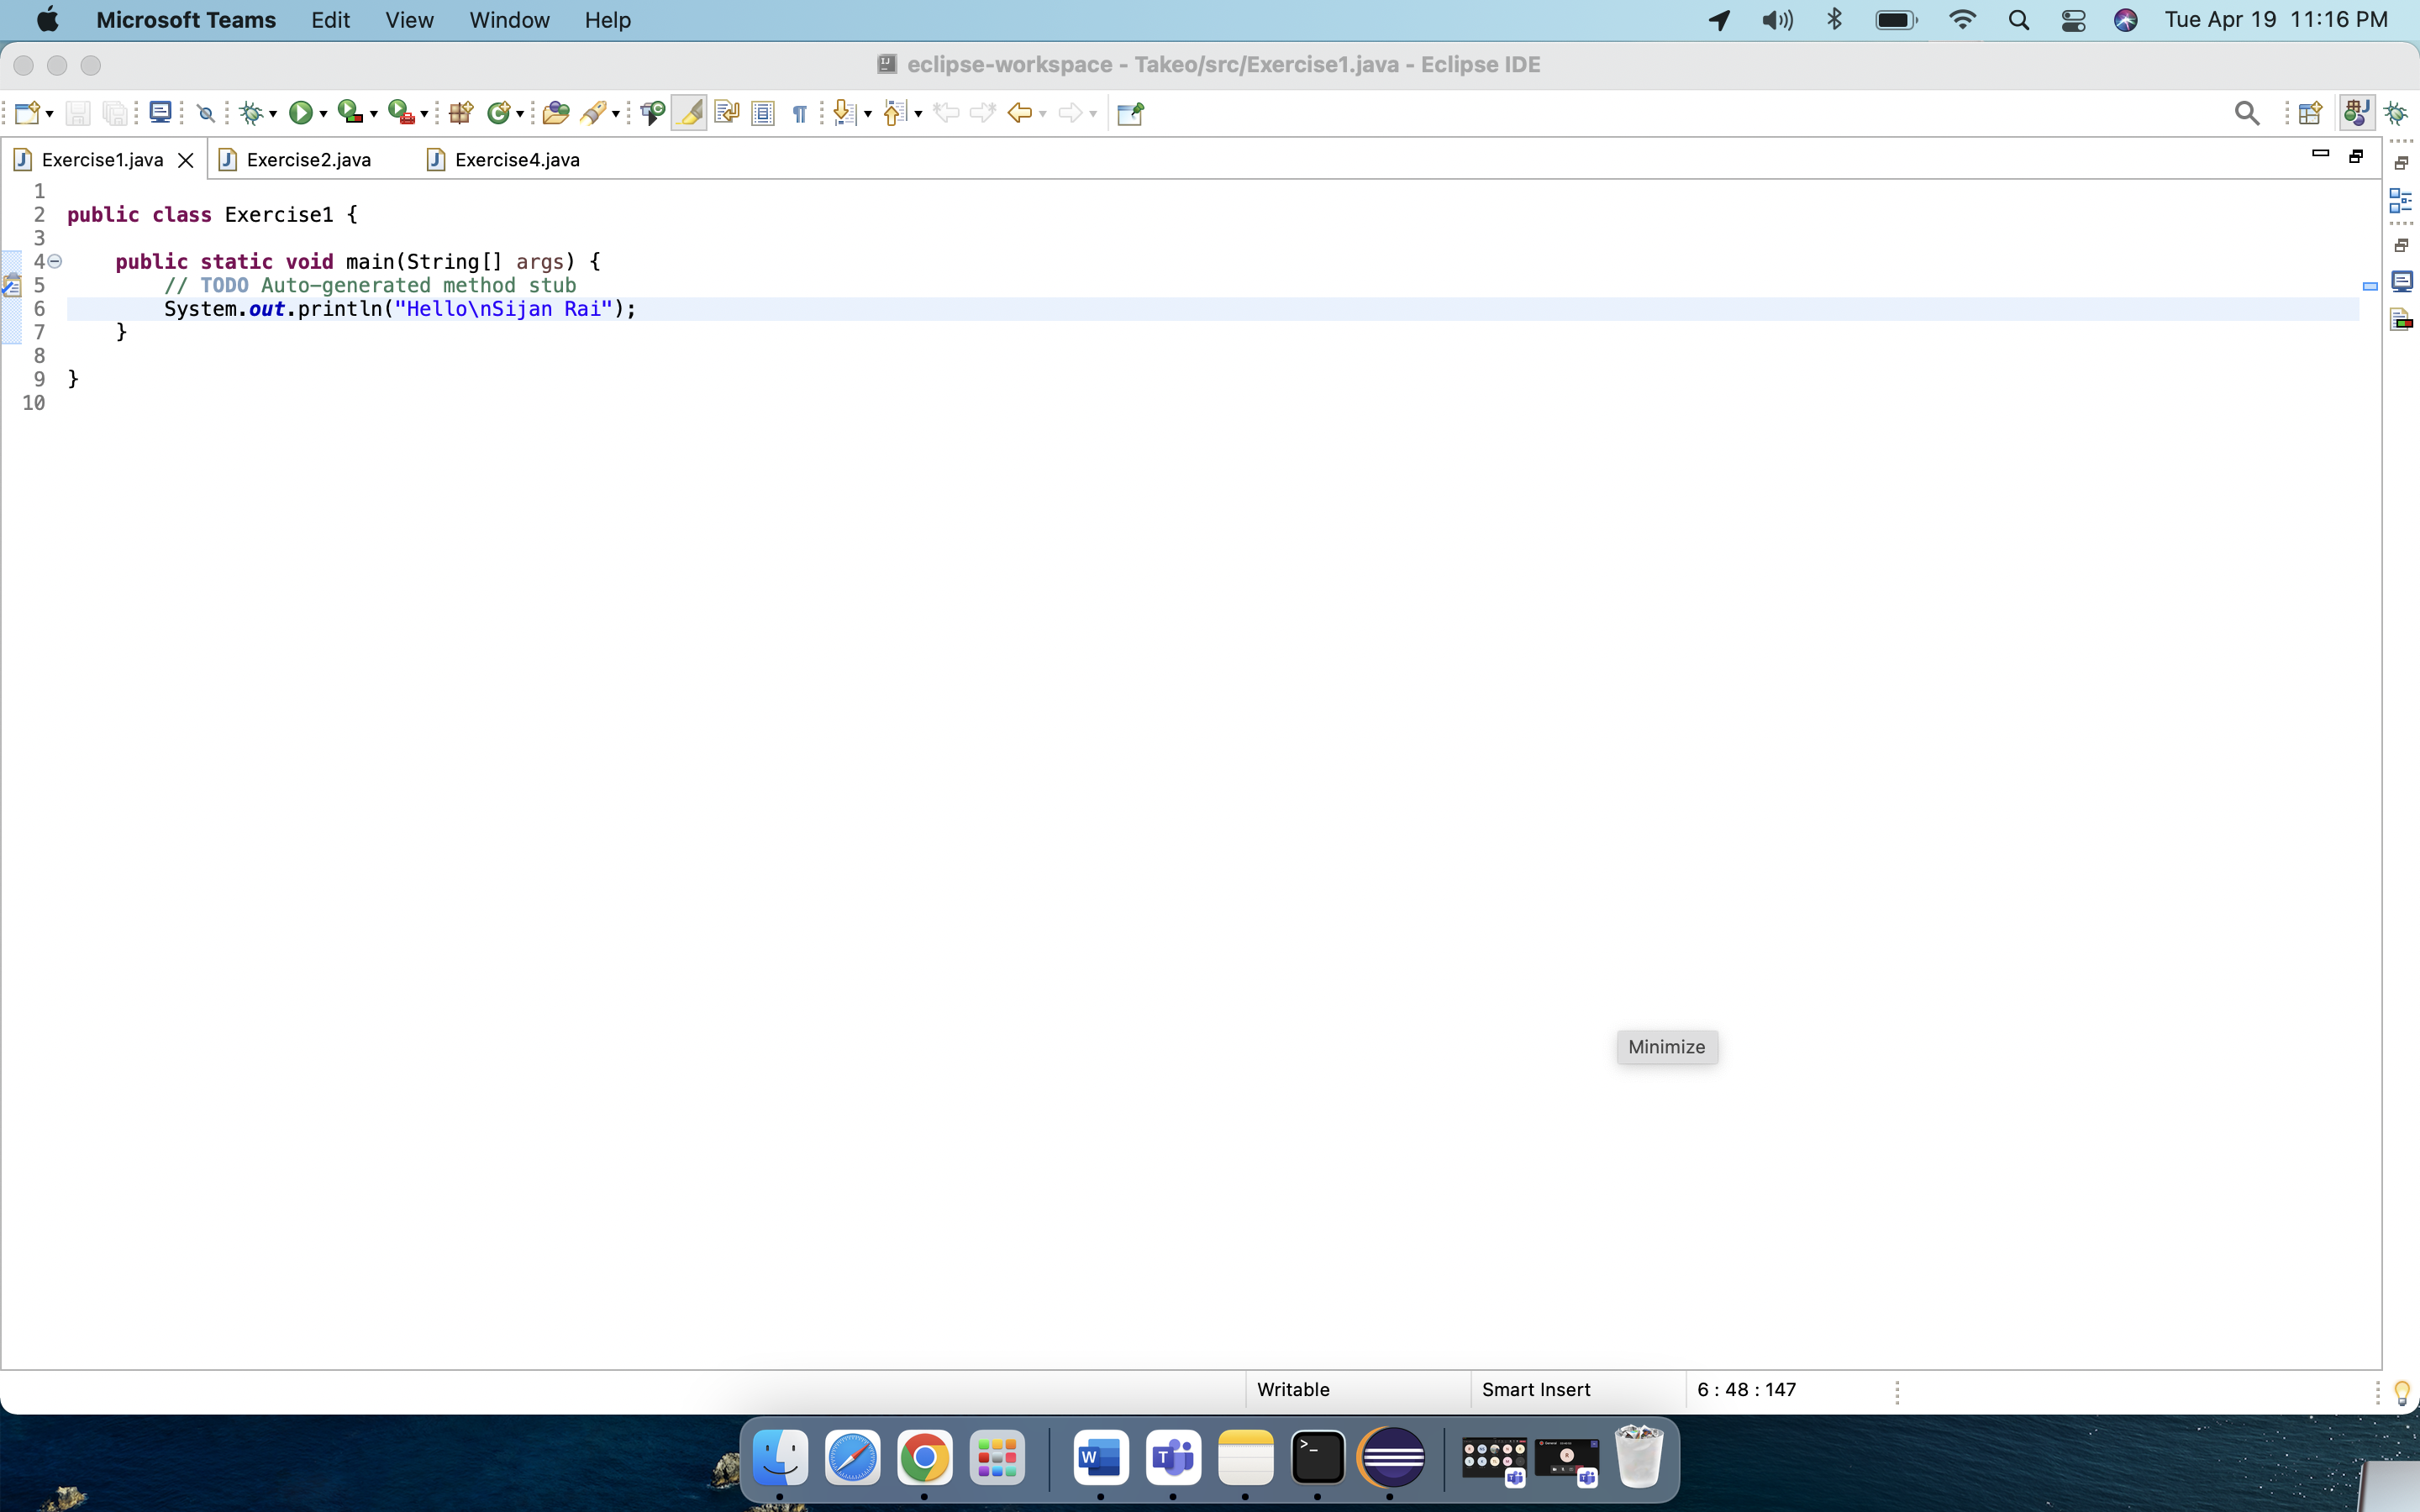 Microsoft Teams Edit View Window Help Tue Apr 19 11:16 PM
eclipse-workspace - Takeo/src/Exercise1.java - Eclipse IDE
Exercise1.java Exercise2.java Exercise4.java
1
2 public class Exercise1 {
3
4 public static void main(String[] args) {
5 // TODO Auto-generated method stub
6 System.out.println("Hello\nSijan Rai");
7 }
8
9 }
10
Minimize
Writable Smart Insert 6 : 48 : 147